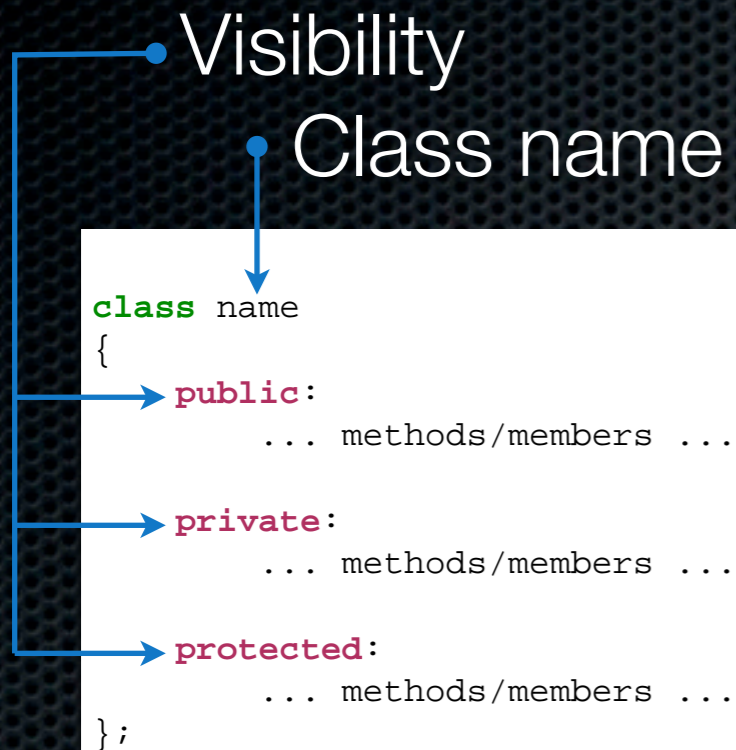 Visibility
Class name
class name
{
public:
... methods/members ...
private:
... methods/members ...
protected:
... methods/members ...
};